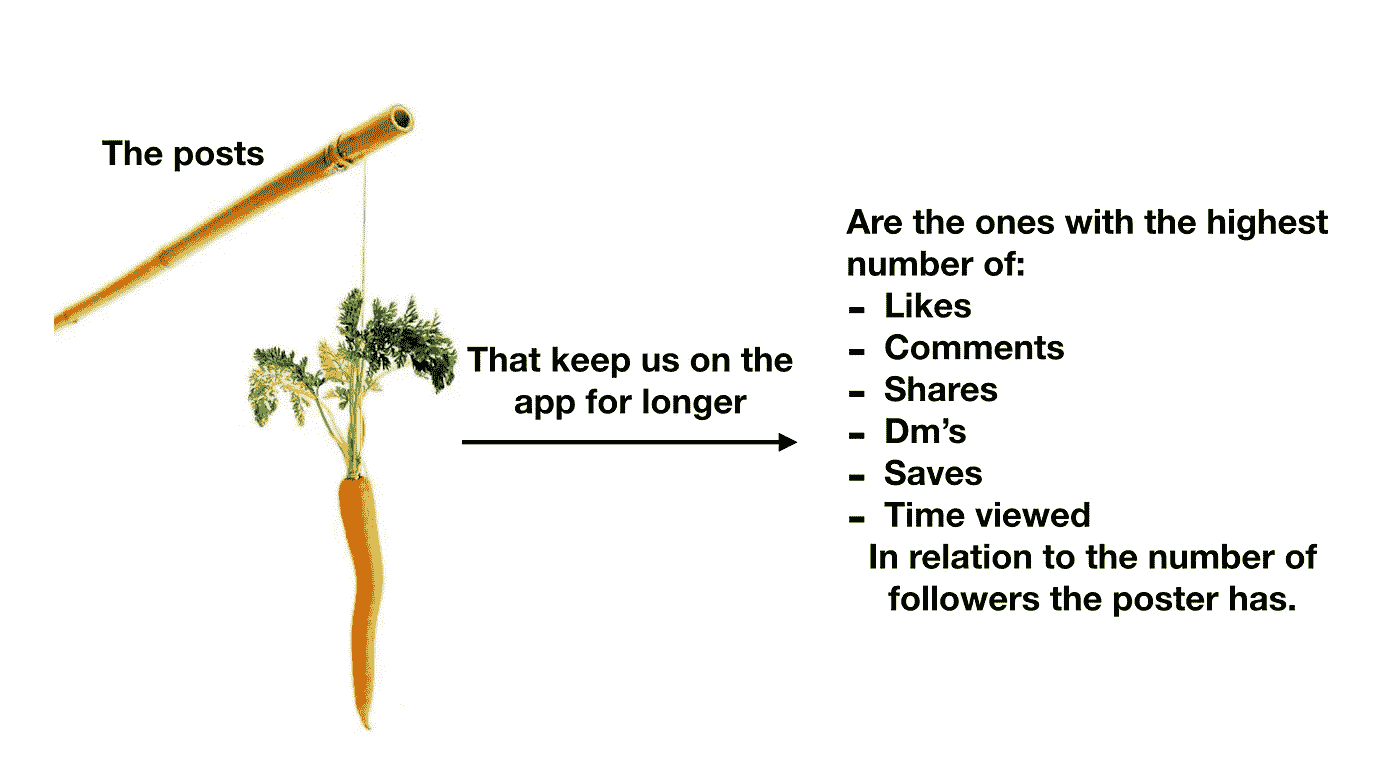 The posts
That keep us on the
app for longer
Are the ones with the highest
number of:
- Likes
- Comments
- Shares
- Dm’s
- Saves
- Time viewed
In relation to the number of
followers the poster has.